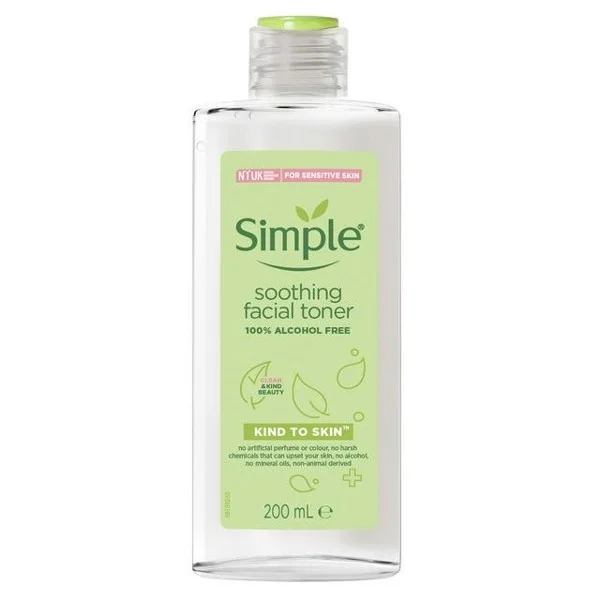 FOR SENSITIVE SKIN
Simple®
soothing
facial toner
100% ALCOHOL FREE
CLEAN
& KIND
BEAUTY
KIND TO SKIN™
no artificial perfume or colour, no harsh
chemicals that can upset your skin, no alcohol,
no mineral oils, non-animal derived
200 mL ℮